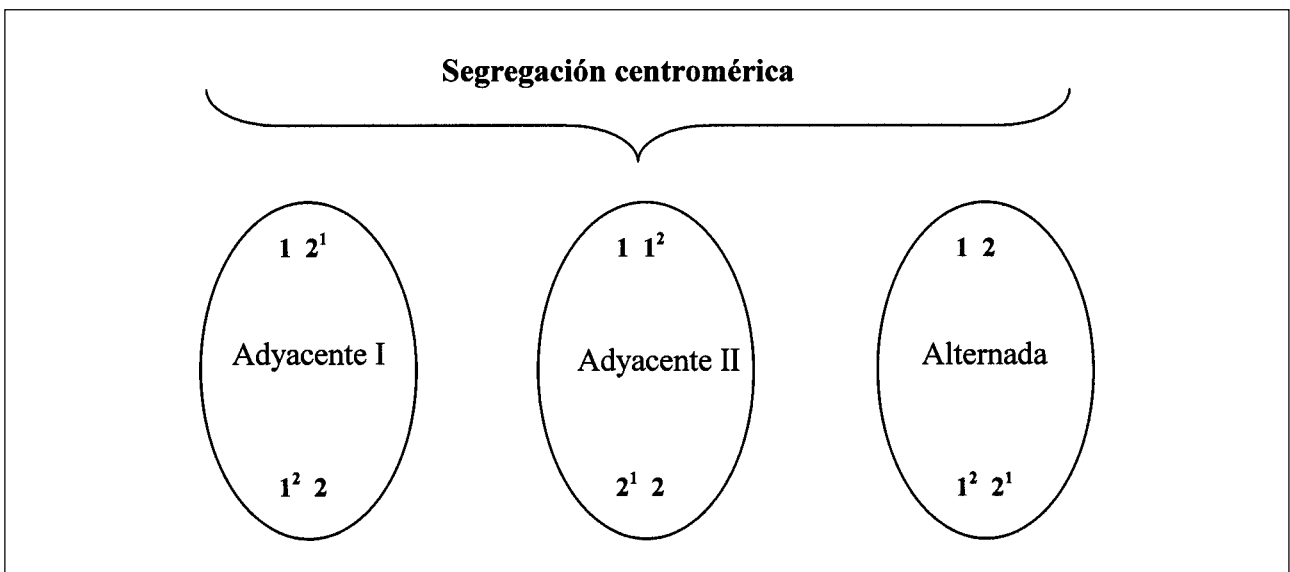 Segregación centromérica
1 2¹
1 1²
1 2
Adyacente I
Adyacente II
Alternada
1² 2
2¹ 2
1² 2¹